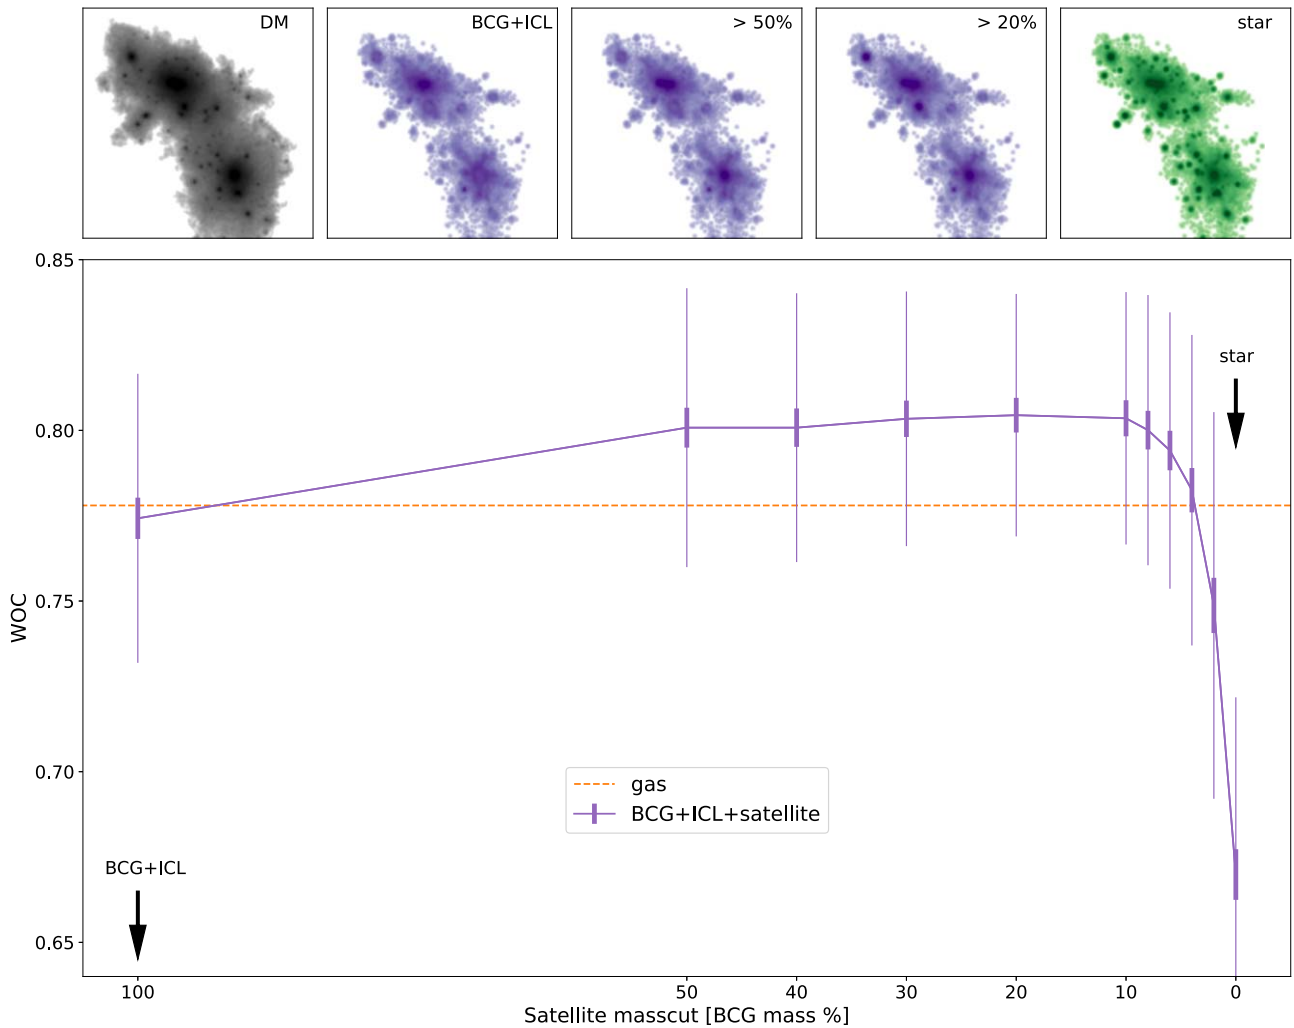 DM
BCG+ICL
> 50%
> 20%
star
0.85
0.80
0.75
0.70
0.65
WOC
star
gas
BCG+ICL+satellite
BCG+ICL
100
50
40
30
20
10
0
Satellite masscut [BCG mass %]